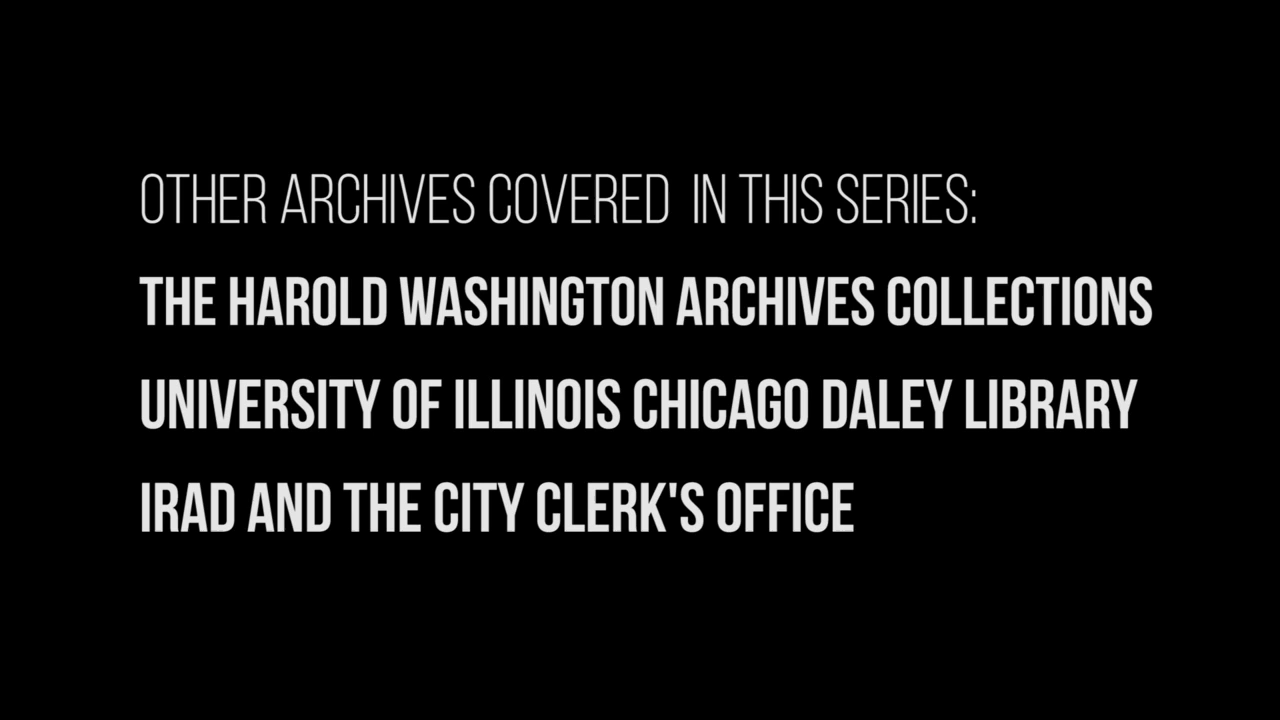 OTHER ARCHIVES COVERED IN THIS SERIES:
THE HAROLD WASHINGTON ARCHIVES COLLECTIONS
UNIVERSITY OF ILLINOIS CHICAGO DALEY LIBRARY
IRAD AND THE CITY CLERK'S OFFICE